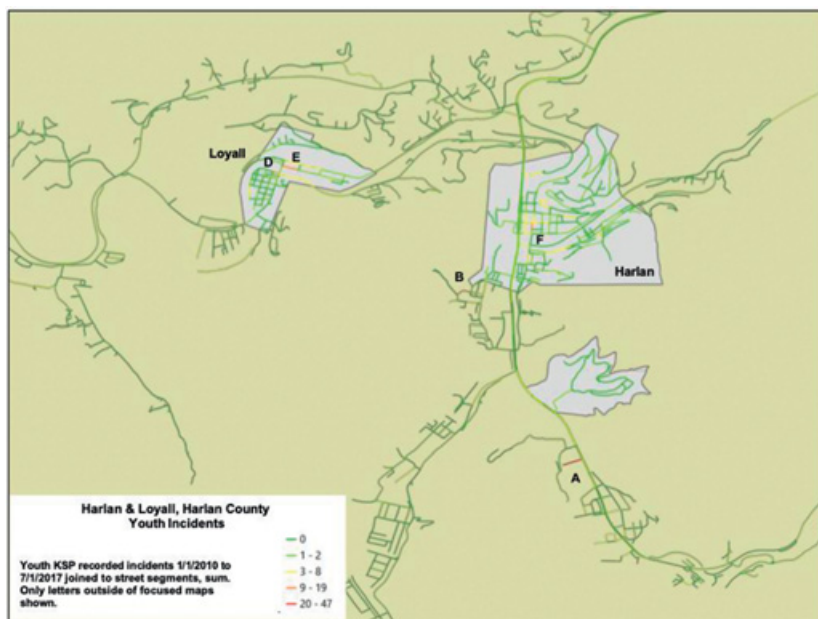 Loyall
D
E
F
B
Harlan
A
Harlan & Loyall, Harlan County
Youth Incidents
Youth KSP recorded incidents 1/1/2010 to
7/1/2017 joined to street segments, sum.
Only letters outside of focused maps
shown.
0
1 - 2
3 - 8
9 - 19
20 - 47